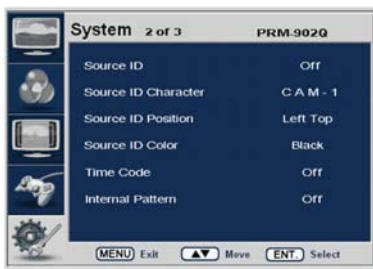 System 2 of 3 PRM-902Q
Source ID Off
Source ID Character C A M - 1
Source ID Position Left Top
Source ID Color Black
Time Code Off
Internal Pattern Off
MENU Exit ▲▼ Move ENT. Select